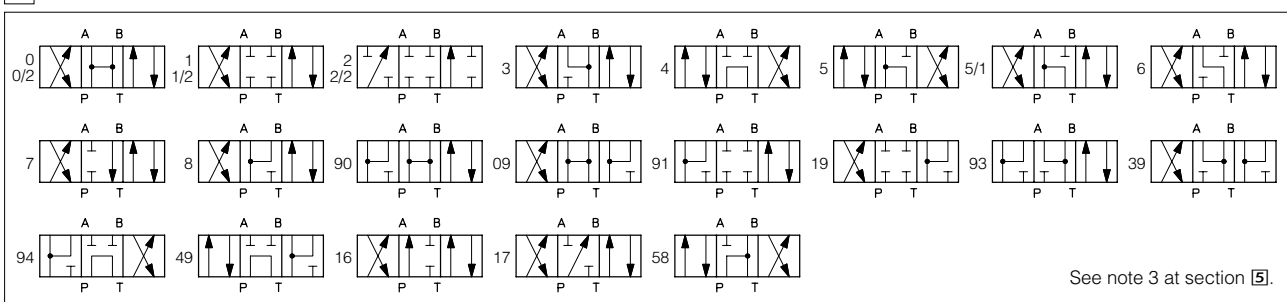 A B A B A B A B A B A B A B A B
0 1 2 3 4 5 5/1 6
0/2 1/2 2/2
P T P T P T P T P T P T P T P T
A B A B A B A B A B A B A B A B
7 8 90 09 91 19 93 39
P T P T P T P T P T P T P T P T
A B A B A B A B A B
94 49 16 17 58
See note 3 at section 5.
P T P T P T P T P T